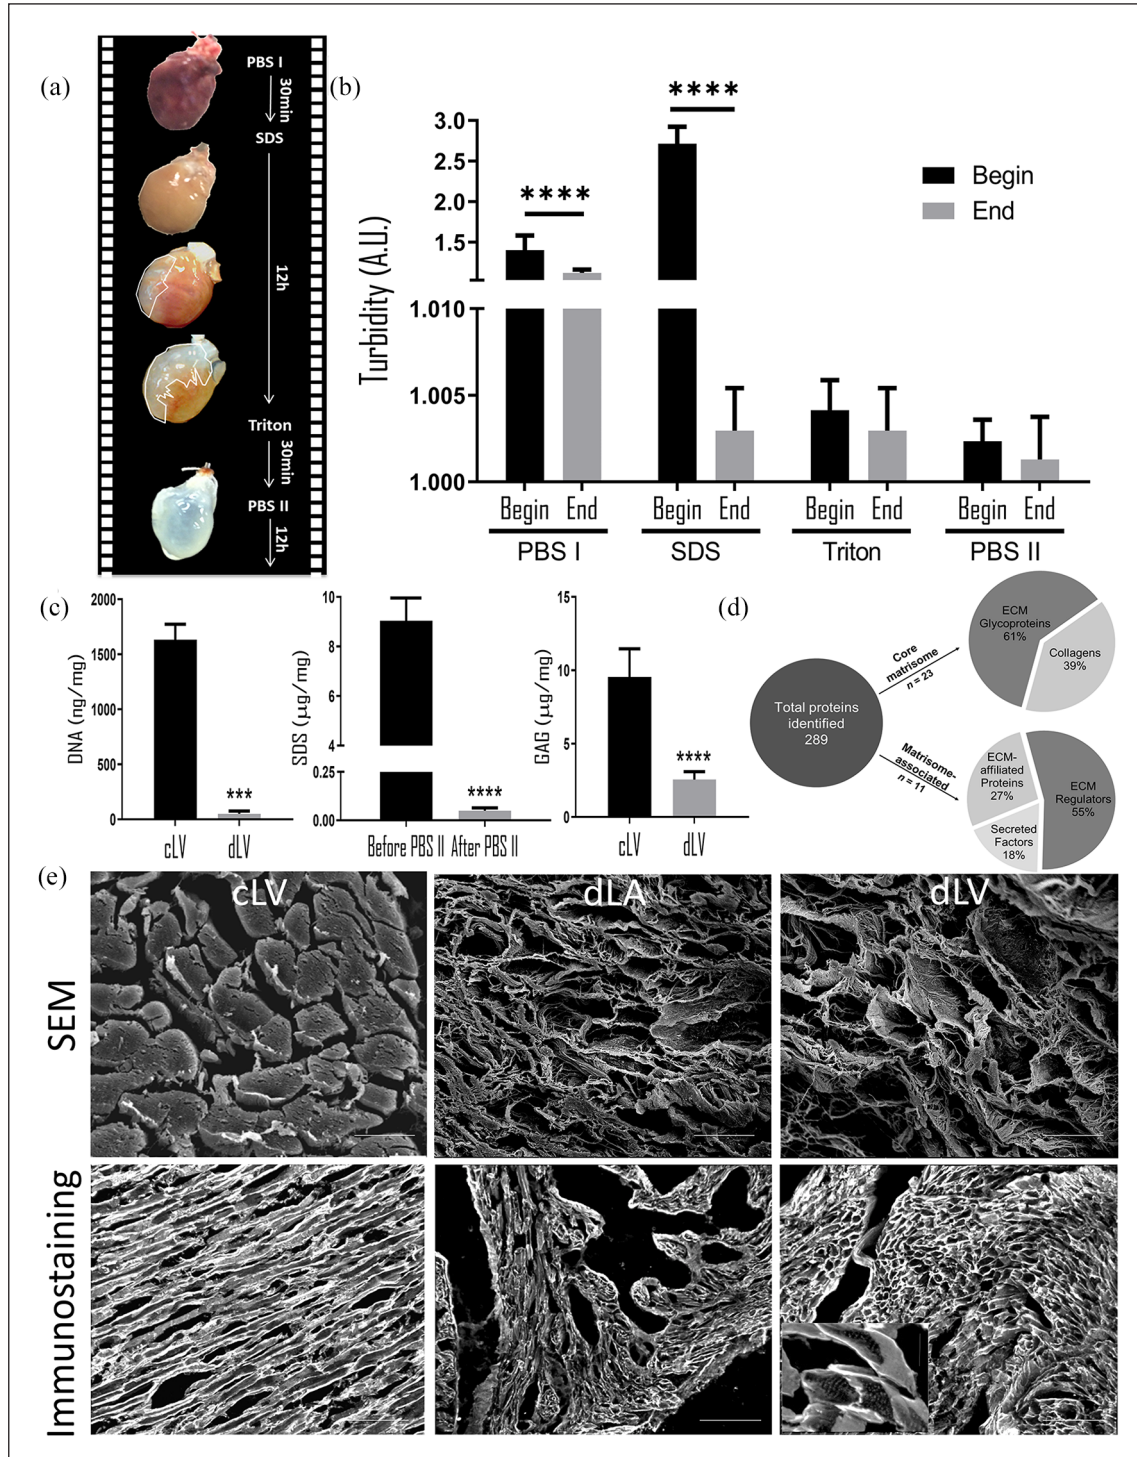 (a)
PBS I
30min
SDS
12h
Triton
30min
PBS II
12h
(b)
Turbidity (A.U.)
3.0
2.5
2.0
1.5
1.010
1.005
1.000
****
****
Begin
End
Begin End
Begin End
Begin End
Begin End
PBS I
SDS
Triton
PBS II
(c)
DNA (ng/mg)
2000
1500
1000
500
0
***
cLV dLV
SDS (µg/mg)
10
8
6
4
0.25
0.00
****
Before PBS II After PBS II
GAG (µg/mg)
15
10
5
0
****
cLV dLV
(d)
Total proteins
identified
289
Core
matrisome
n = 23
ECM
Glycoproteins
61%
Collagens
39%
Matrisome-
associated
n = 11
ECM-
affiliated
Proteins
27%
ECM
Regulators
55%
Secreted
Factors
18%
(e)
cLV
dLA
dLV
SEM
Immunostaining